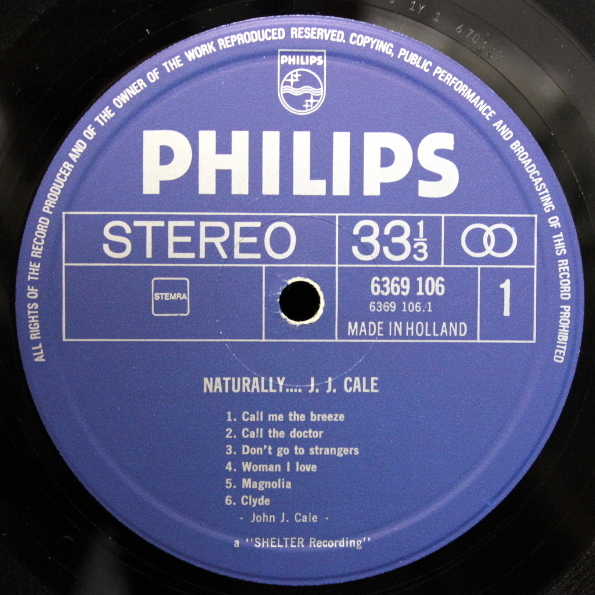 1Y 1 670
ALL RIGHTS OF THE RECORD PRODUCER AND OF THE OWNER OF THE WORK REPRODUCED RESERVED. COPYING, PUBLIC PERFORMANCE AND BROADCASTING OF THIS RECORD PROHIBITED
PHILIPS
PHILIPS
STEREO 33⅓
STEMRA
6369 106
6369 106.1
1
MADE IN HOLLAND
NATURALLY.... J. J. CALE
1. Call me the breeze
2. Call the doctor
3. Don't go to strangers
4. Woman I love
5. Magnolia
6. Clyde
- John J. Cale -
a "SHELTER Recording"